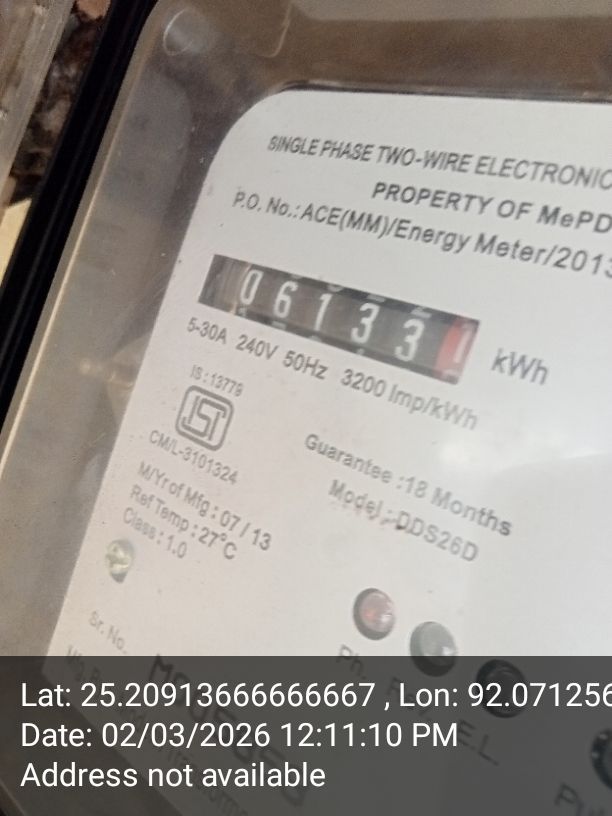 SINGLE PHASE TWO-WIRE ELECTRONIC
PROPERTY OF MePD
P.O. No.: ACE(MM)/Energy Meter/2013
061331 kWh
5-30A 240V 50Hz 3200 Imp/kWh
IS : 13779
ISI
CM/L-3101324
Guarantee :18 Months
M/Yr of Mfg : 07 / 13
Model : DDS26D
Ref Temp : 27°C
Class : 1.0
Sr. No.
Lat: 25.20913666666667 , Lon: 92.071256
Date: 02/03/2026 12:11:10 PM
Address not available